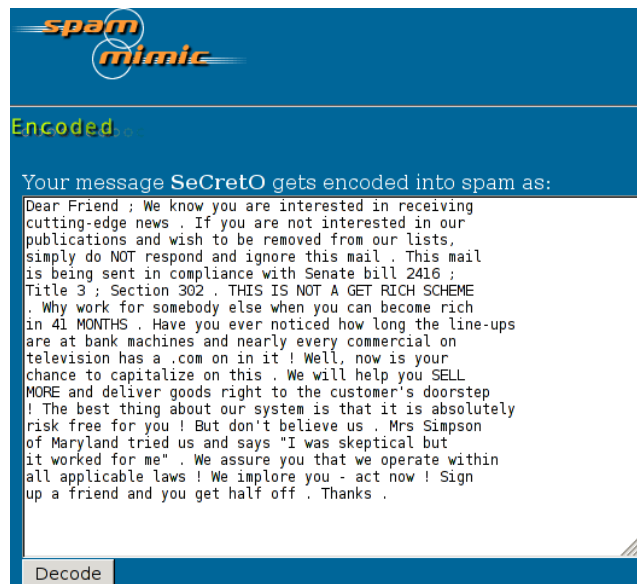 spam
mimic
Encoded
Your message SeCretO gets encoded into spam as:
Dear Friend ; We know you are interested in receiving
cutting-edge news . If you are not interested in our
publications and wish to be removed from our lists,
simply do NOT respond and ignore this mail . This mail
is being sent in compliance with Senate bill 2416 ;
Title 3 ; Section 302 . THIS IS NOT A GET RICH SCHEME
. Why work for somebody else when you can become rich
in 41 MONTHS . Have you ever noticed how long the line-ups
are at bank machines and nearly every commercial on
television has a .com on in it ! Well, now is your
chance to capitalize on this . We will help you SELL
MORE and deliver goods right to the customer's doorstep
! The best thing about our system is that it is absolutely
risk free for you ! But don't believe us . Mrs Simpson
of Maryland tried us and says "I was skeptical but
it worked for me" . We assure you that we operate within
all applicable laws ! We implore you - act now ! Sign
up a friend and you get half off . Thanks .
Decode